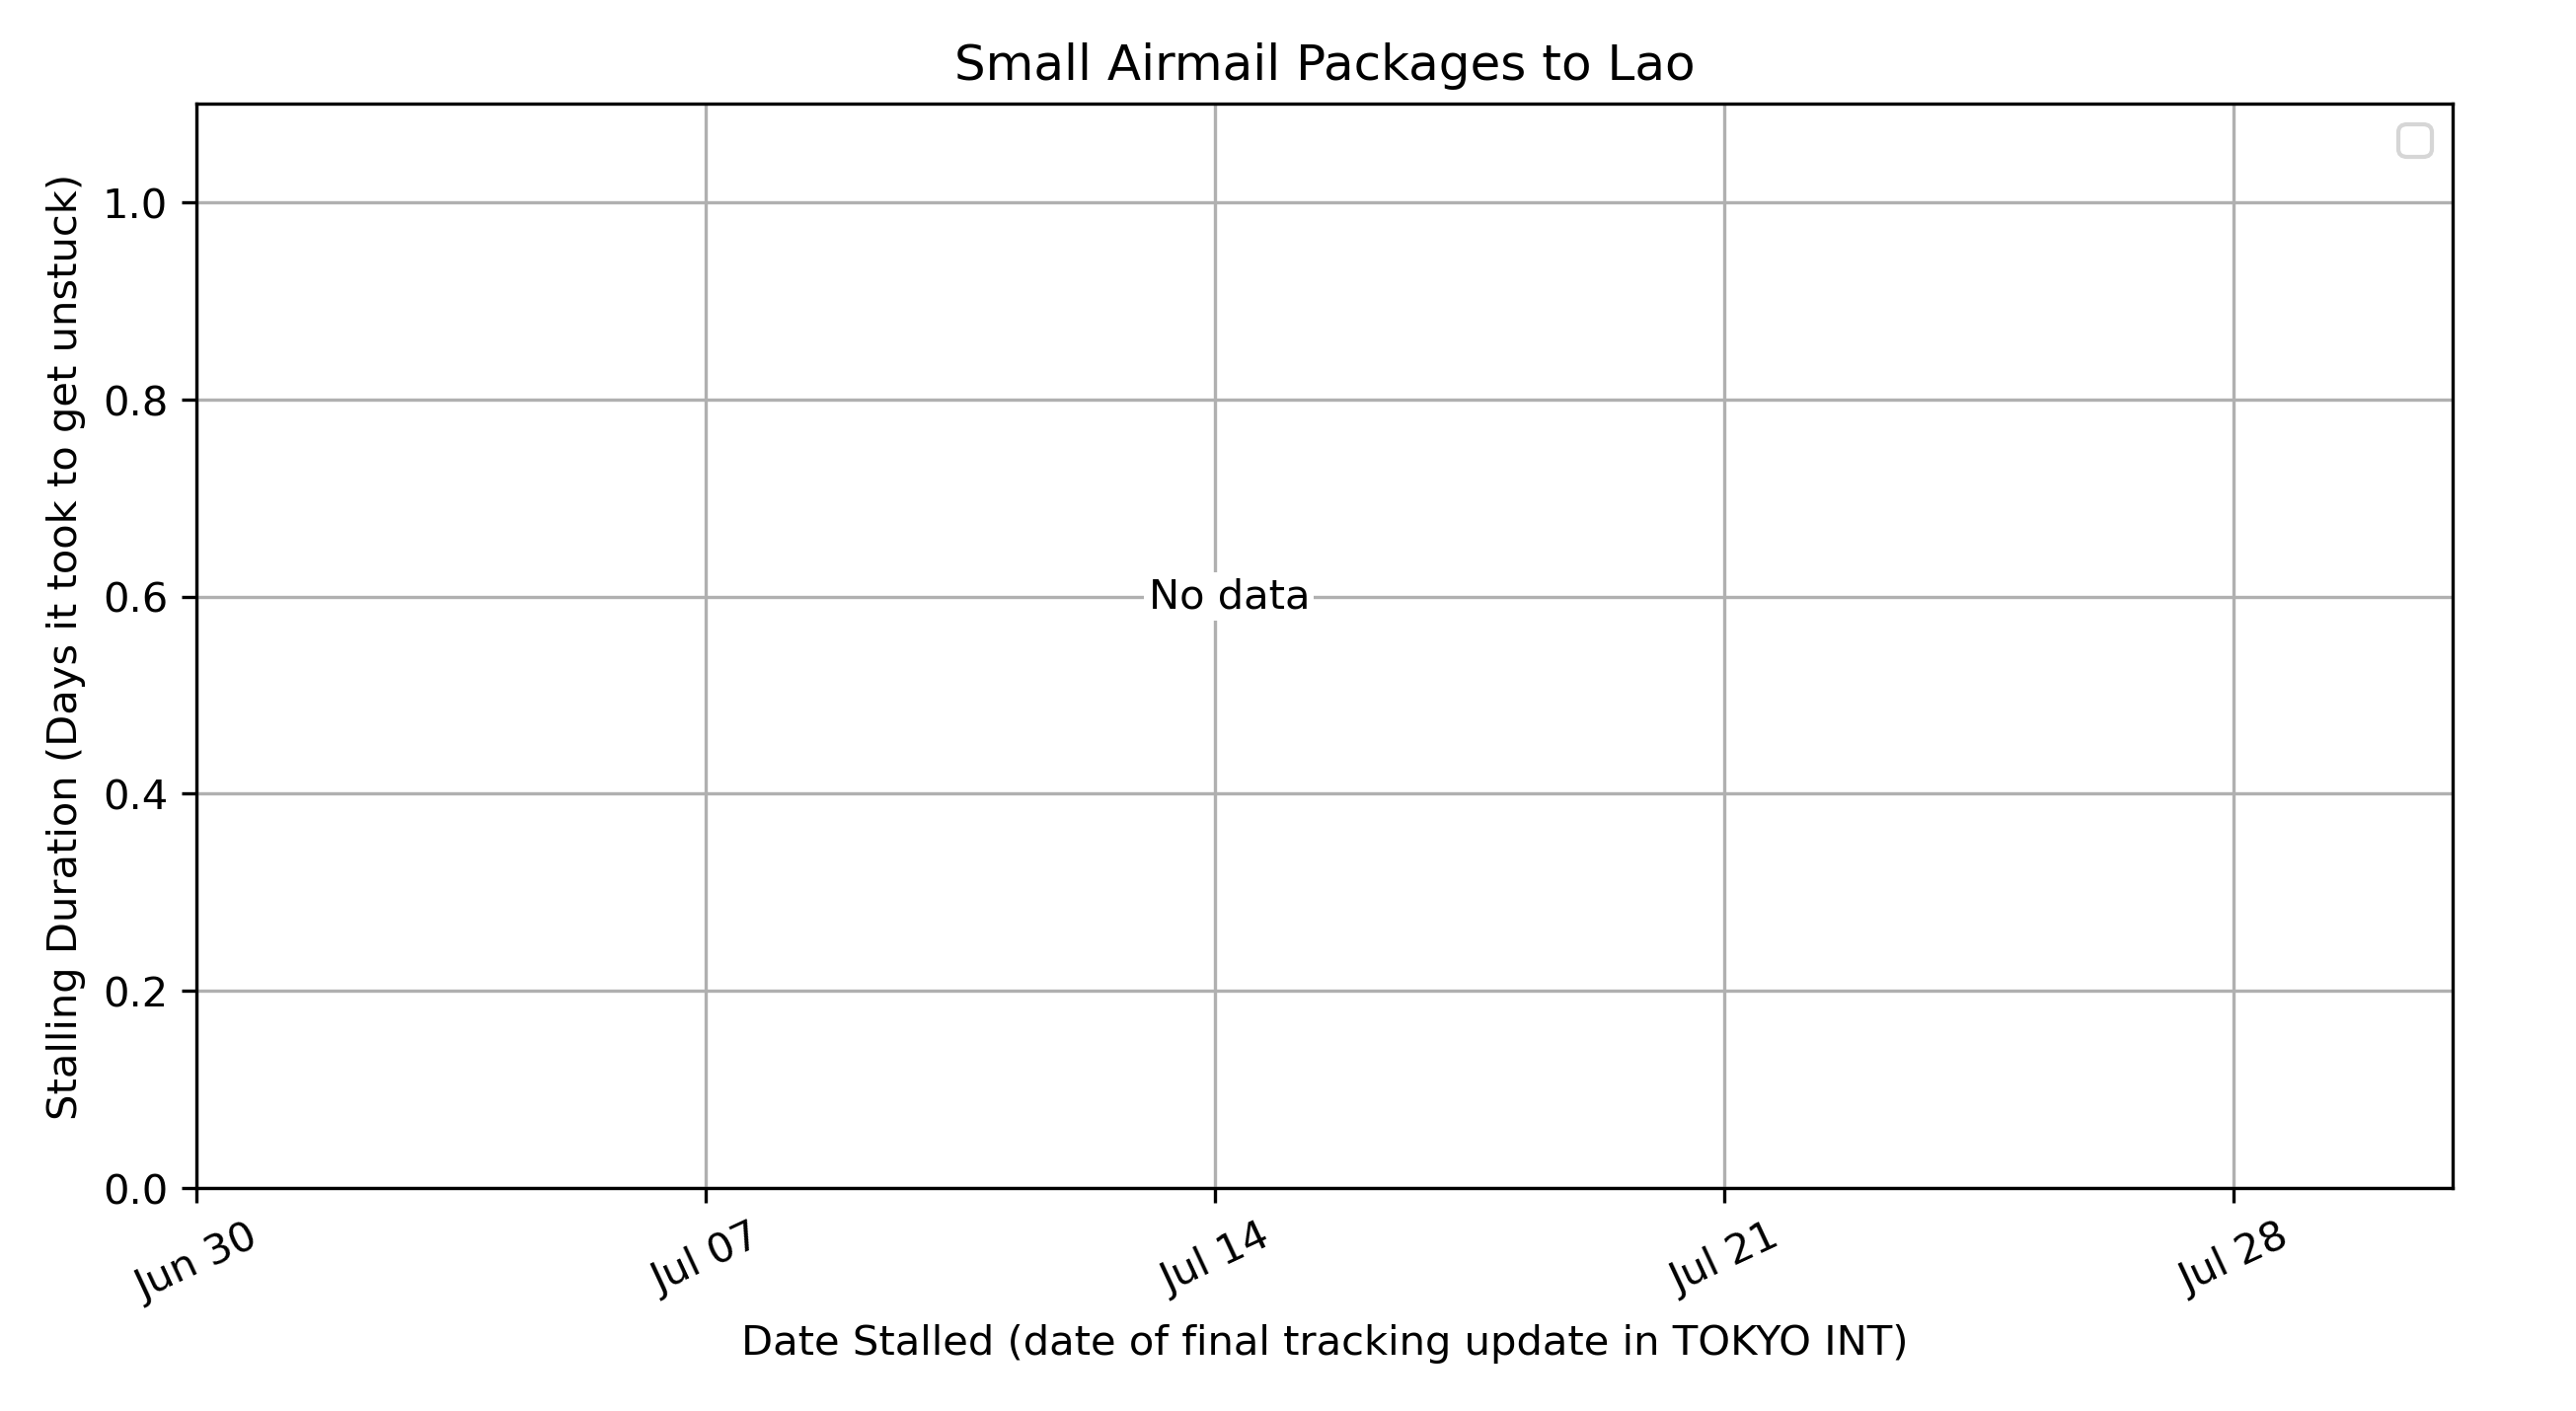 Small Airmail Packages to Lao
Stalling Duration (Days it took to get unstuck)
1.0
0.8
0.6
0.4
0.2
0.0
No data
Jun 30
Jul 07
Jul 14
Jul 21
Jul 28
Date Stalled (date of final tracking update in TOKYO INT)